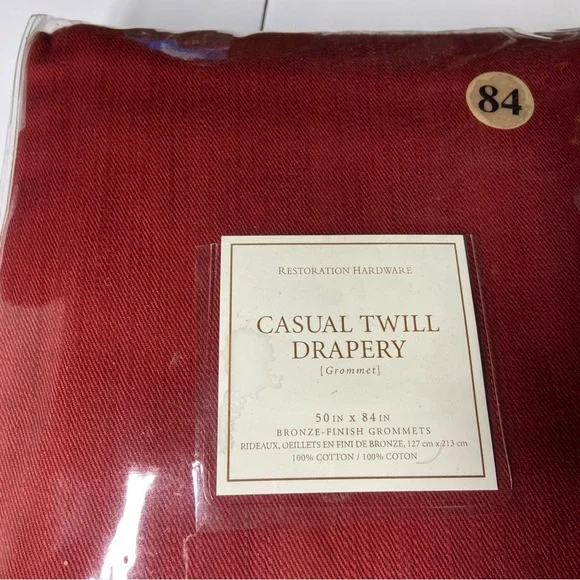 84
RESTORATION HARDWARE
CASUAL TWILL
DRAPERY
[Grommet]
50 IN X 84 IN
BRONZE-FINISH GROMMETS
RIDEAUX, OEILLETS EN FINI DE BRONZE, 127 cm x 213 cm
100% COTTON / 100% COTON